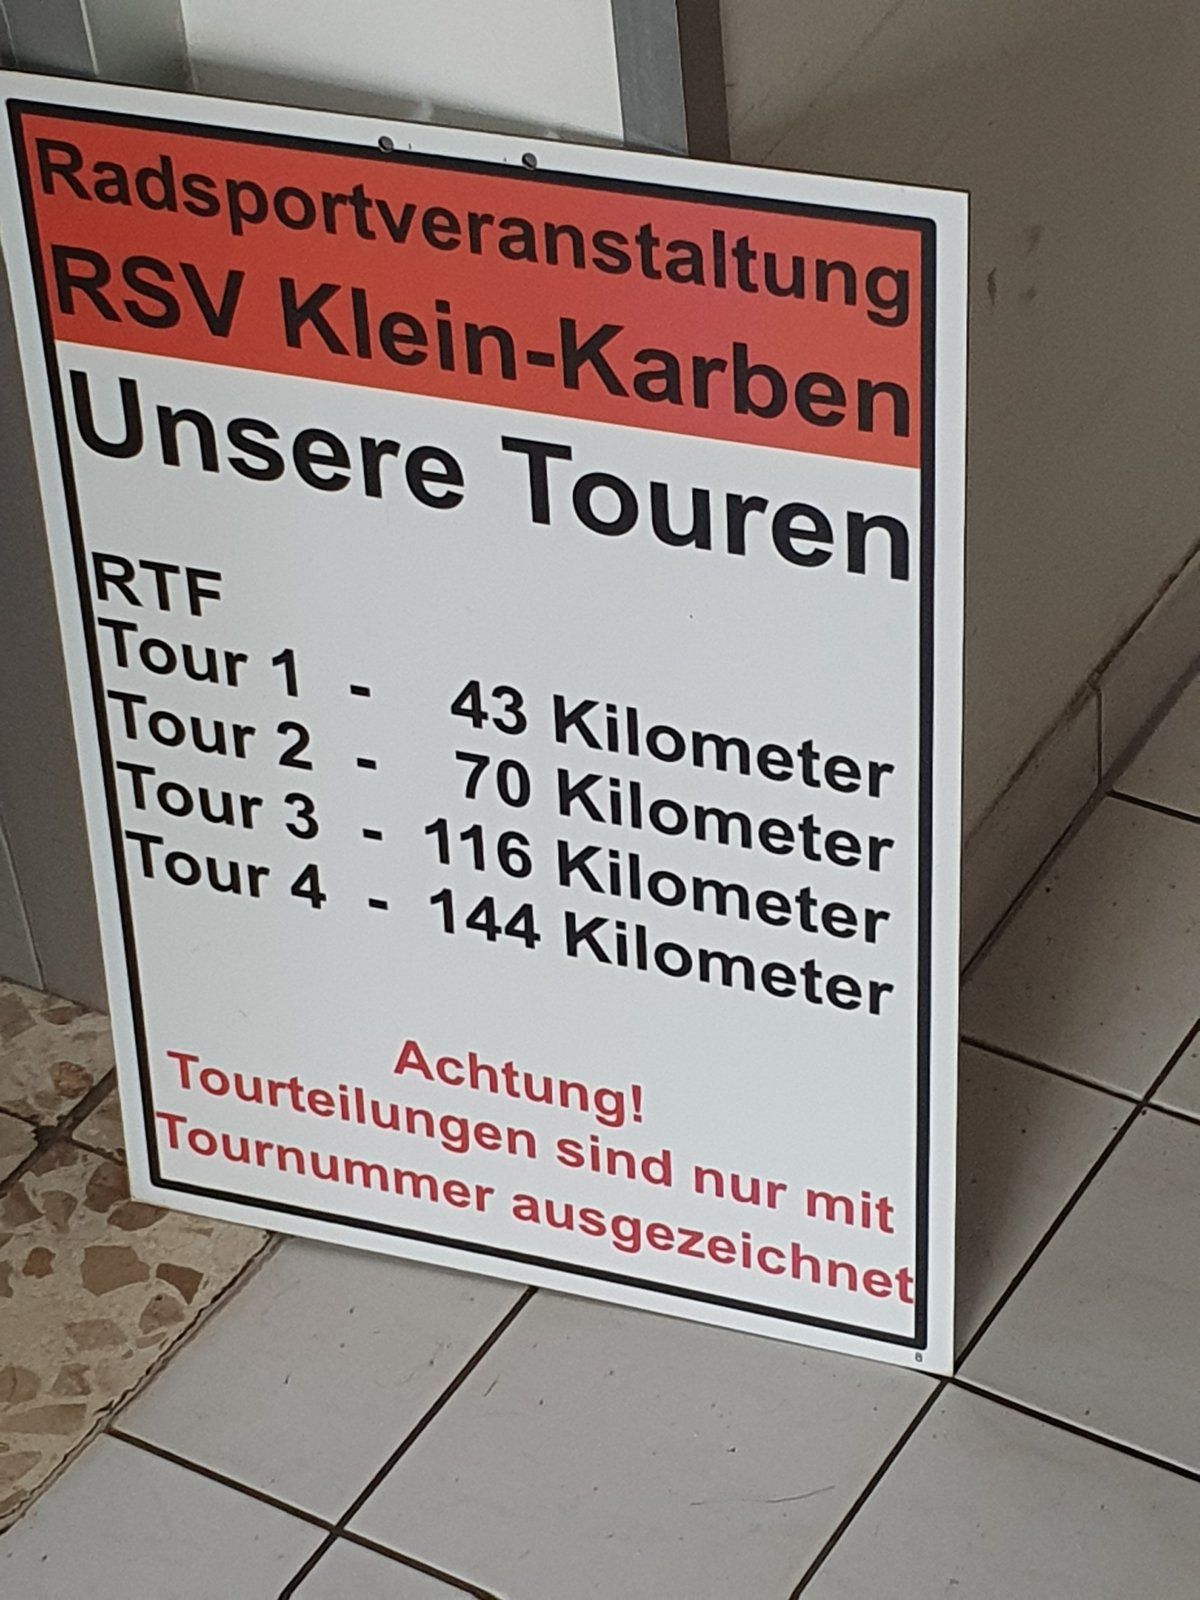 Radsportveranstaltung
RSV Klein-Karben
Unsere Touren
RTF
Tour 1 - 43 Kilometer
Tour 2 - 70 Kilometer
Tour 3 - 116 Kilometer
Tour 4 - 144 Kilometer
Achtung!
Tourteilungen sind nur mit
Tournummer ausgezeichnet